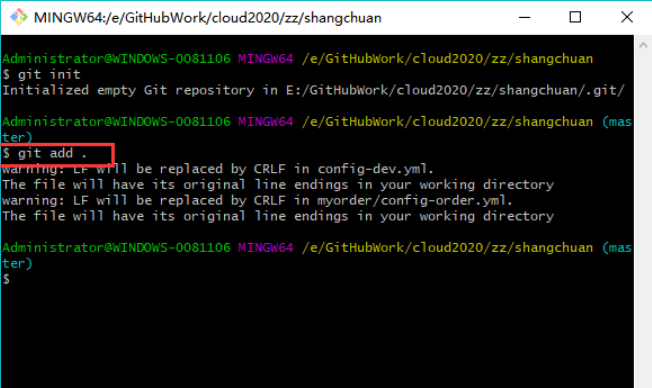 MINGW64:/e/GitHubWork/cloud2020/zz/shangchuan
Administrator@WINDOWS-0081106 MINGW64 /e/GitHubWork/cloud2020/zz/shangchuan
$ git init
Initialized empty Git repository in E:/GitHubWork/cloud2020/zz/shangchuan/.git/
Administrator@WINDOWS-0081106 MINGW64 /e/GitHubWork/cloud2020/zz/shangchuan (mas
ter)
$ git add .
warning: LF will be replaced by CRLF in config-dev.yml.
The file will have its original line endings in your working directory
warning: LF will be replaced by CRLF in myorder/config-order.yml.
The file will have its original line endings in your working directory
Administrator@WINDOWS-0081106 MINGW64 /e/GitHubWork/cloud2020/zz/shangchuan (mas
ter)
$